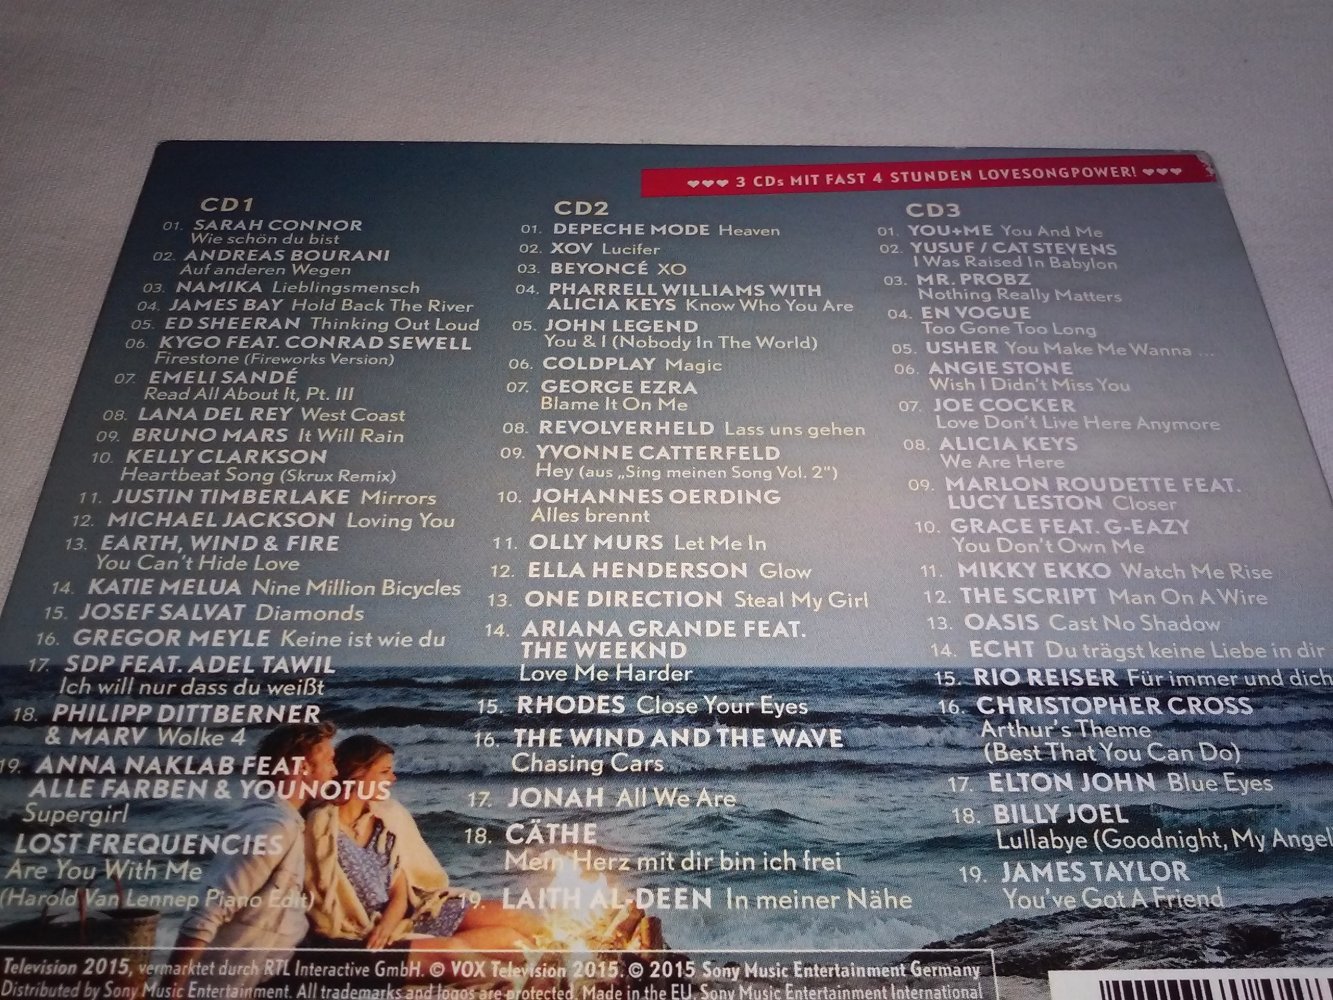 ♥♥♥ 3 CDs MIT FAST 4 STUNDEN LOVESONGPOWER! ♥♥♥
CD1
01. SARAH CONNOR
Wie schön du bist
02. ANDREAS BOURANI
Auf anderen Wegen
03. NAMIKA Lieblingsmensch
04. JAMES BAY Hold Back The River
05. ED SHEERAN Thinking Out Loud
06. KYGO FEAT. CONRAD SEWELL
Firestone (Fireworks Version)
07. EMELI SANDÉ
Read All About It, Pt. III
08. LANA DEL REY West Coast
09. BRUNO MARS It Will Rain
10. KELLY CLARKSON
Heartbeat Song (Skrux Remix)
11. JUSTIN TIMBERLAKE Mirrors
12. MICHAEL JACKSON Loving You
13. EARTH, WIND & FIRE
You Can't Hide Love
14. KATIE MELUA Nine Million Bicycles
15. JOSEF SALVAT Diamonds
16. GREGOR MEYLE Keine ist wie du
17. SDP FEAT. ADEL TAWIL
Ich will nur dass du weißt
18. PHILIPP DITTBERNER
& MARV Wolke 4
19. ANNA NAKLAB FEAT.
ALLE FARBEN & YOUNOTUS
Supergirl
LOST FREQUENCIES
Are You With Me
(Harold Van Lennep Piano Edit)
CD2
01. DEPECHE MODE Heaven
02. XOV Lucifer
03. BEYONCÉ XO
04. PHARRELL WILLIAMS WITH
ALICIA KEYS Know Who You Are
05. JOHN LEGEND
You & I (Nobody In The World)
06. COLDPLAY Magic
07. GEORGE EZRA
Blame It On Me
08. REVOLVERHELD Lass uns gehen
09. YVONNE CATTERFELD
Hey (aus „Sing meinen Song Vol. 2")
10. JOHANNES OERDING
Alles brennt
11. OLLY MURS Let Me In
12. ELLA HENDERSON Glow
13. ONE DIRECTION Steal My Girl
14. ARIANA GRANDE FEAT.
THE WEEKND
Love Me Harder
15. RHODES Close Your Eyes
16. THE WIND AND THE WAVE
Chasing Cars
17. JONAH All We Are
18. CÄTHE
Mein Herz mit dir bin ich frei
19. LAITH AL-DEEN In meiner Nähe
CD3
01. YOU+ME You And Me
02. YUSUF / CAT STEVENS
I Was Raised In Babylon
03. MR. PROBZ
Nothing Really Matters
04. EN VOGUE
Too Gone Too Long
05. USHER You Make Me Wanna ...
06. ANGIE STONE
Wish I Didn't Miss You
07. JOE COCKER
Love Don't Live Here Anymore
08. ALICIA KEYS
We Are Here
09. MARLON ROUDETTE FEAT.
LUCY LESTON Closer
10. GRACE FEAT. G-EAZY
You Don't Own Me
11. MIKKY EKKO Watch Me Rise
12. THE SCRIPT Man On A Wire
13. OASIS Cast No Shadow
14. ECHT Du trägst keine Liebe in dir
15. RIO REISER Für immer und dich
16. CHRISTOPHER CROSS
Arthur's Theme
(Best That You Can Do)
17. ELTON JOHN Blue Eyes
18. BILLY JOEL
Lullabye (Goodnight, My Angel
19. JAMES TAYLOR
You've Got A Friend
Television 2015, vermarktet durch RTL Interactive GmbH. © VOX Television 2015. © 2015 Sony Music Entertainment Germany
Distributed by Sony Music Entertainment. All trademarks and logos are protected. Made in the EU. Sony Music Entertainment International